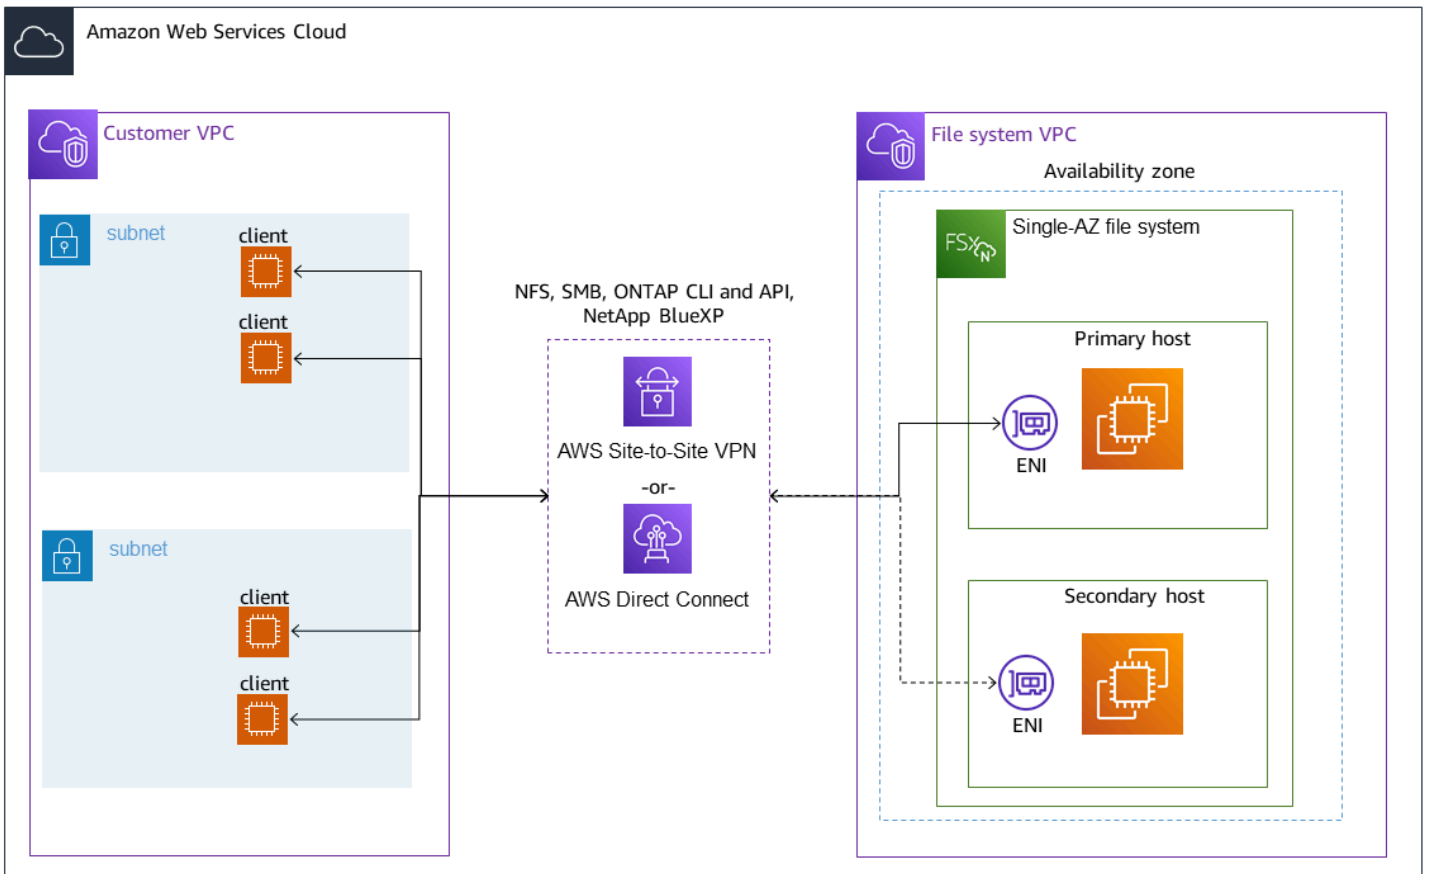 Amazon Web Services Cloud
Customer VPC
subnet
client
client
subnet
client
client
NFS, SMB, ONTAP CLI and API,
NetApp BlueXP
AWS Site-to-Site VPN
-or-
AWS Direct Connect
File system VPC
Availability zone
FSx
N
Single-AZ file system
Primary host
ENI
Secondary host
ENI